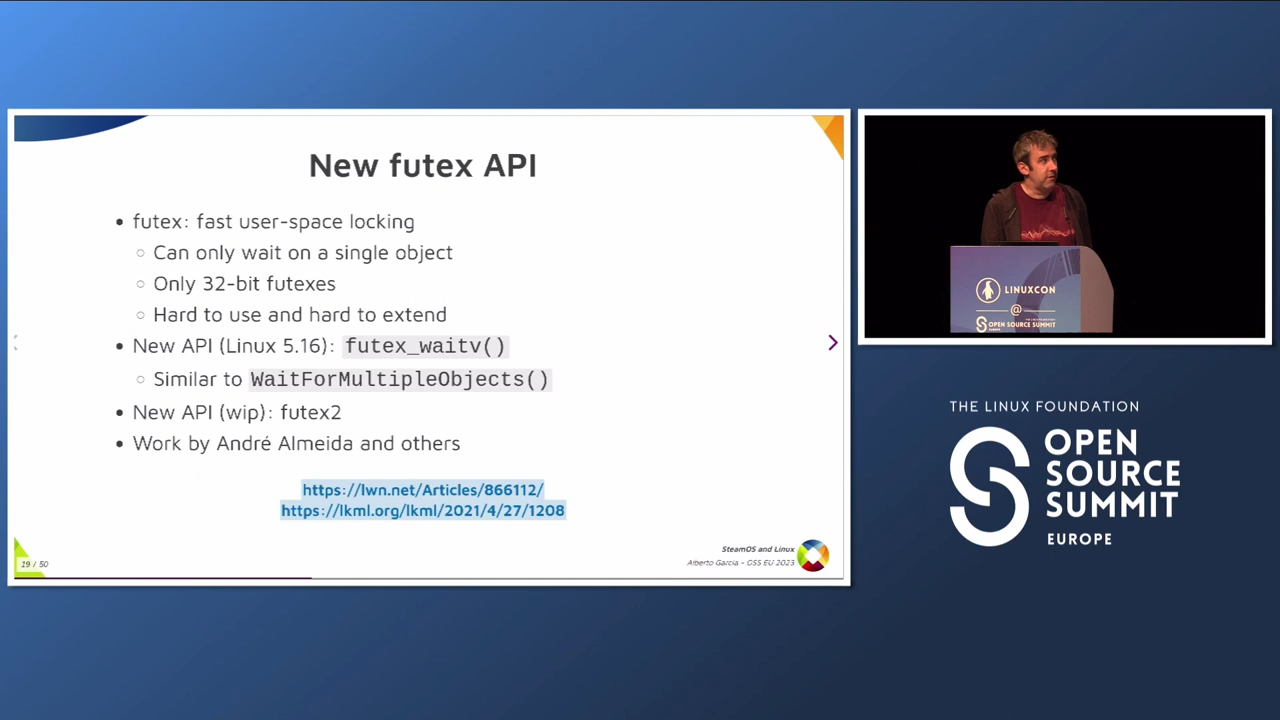 New futex API
• futex: fast user-space locking
○ Can only wait on a single object
○ Only 32-bit futexes
○ Hard to use and hard to extend
• New API (Linux 5.16): futex_waitv()
○ Similar to WaitForMultipleObjects()
• New API (wip): futex2
• Work by André Almeida and others
https://lwn.net/Articles/866112/
https://lkml.org/lkml/2021/4/27/1208
19 / 50
SteamOS and Linux
Alberto Garcia - OSS EU 2023
LINUXCON
@
THE LINUX FOUNDATION
OPEN SOURCE SUMMIT
EUROPE
THE LINUX FOUNDATION
OPEN
SOURCE
SUMMIT
EUROPE